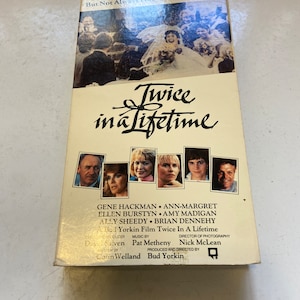 But Not Al
Twice
in a Lifetime
GENE HACKMAN • ANN-MARGRET
ELLEN BURSTYN • AMY MADIGAN
ALLY SHEEDY • BRIAN DENNEHY
A Bud Yorkin Film Twice In A Lifetime
MUSIC BY DIRECTOR OF PHOTOGRAPHY
Pat Metheny Nick McLean
PRODUCED AND DIRECTED BY
Colin Welland Bud Yorkin